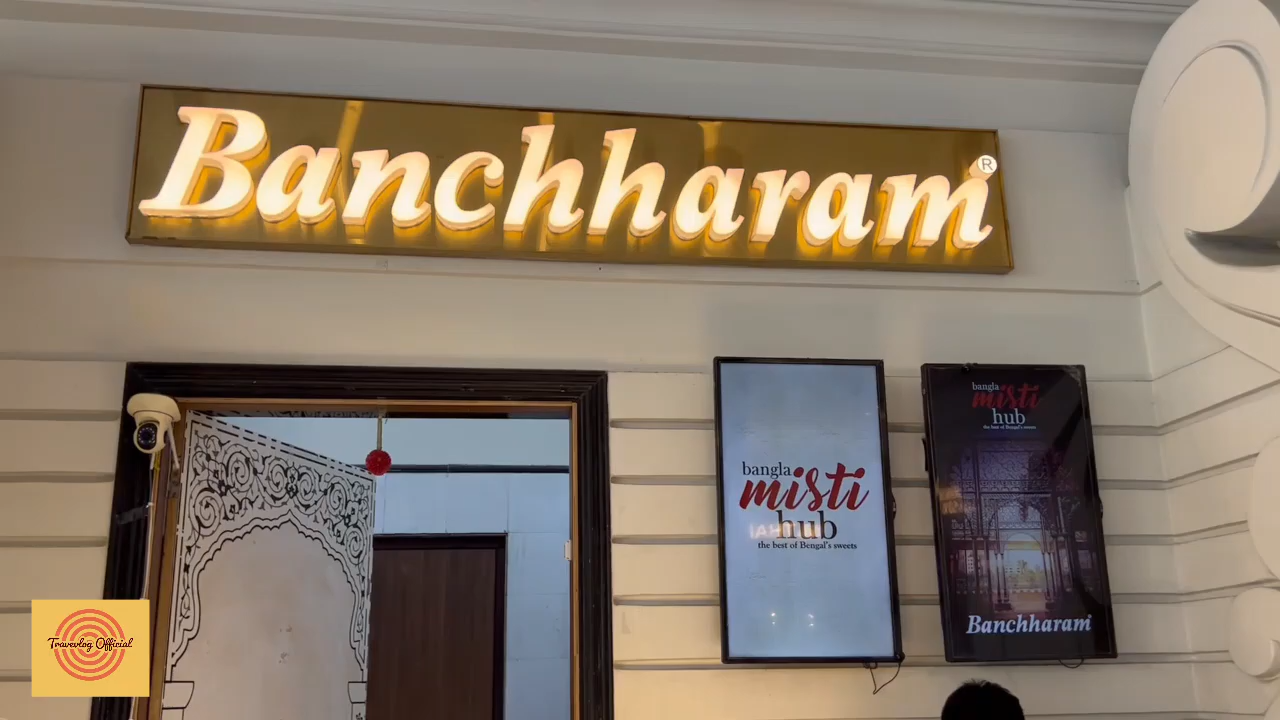 Banchharam®
bangla
misti
hub
the best of Bengal's sweets
bangla
misti
hub
the best of Bengal's sweets
Banchharam
Travevlog Official